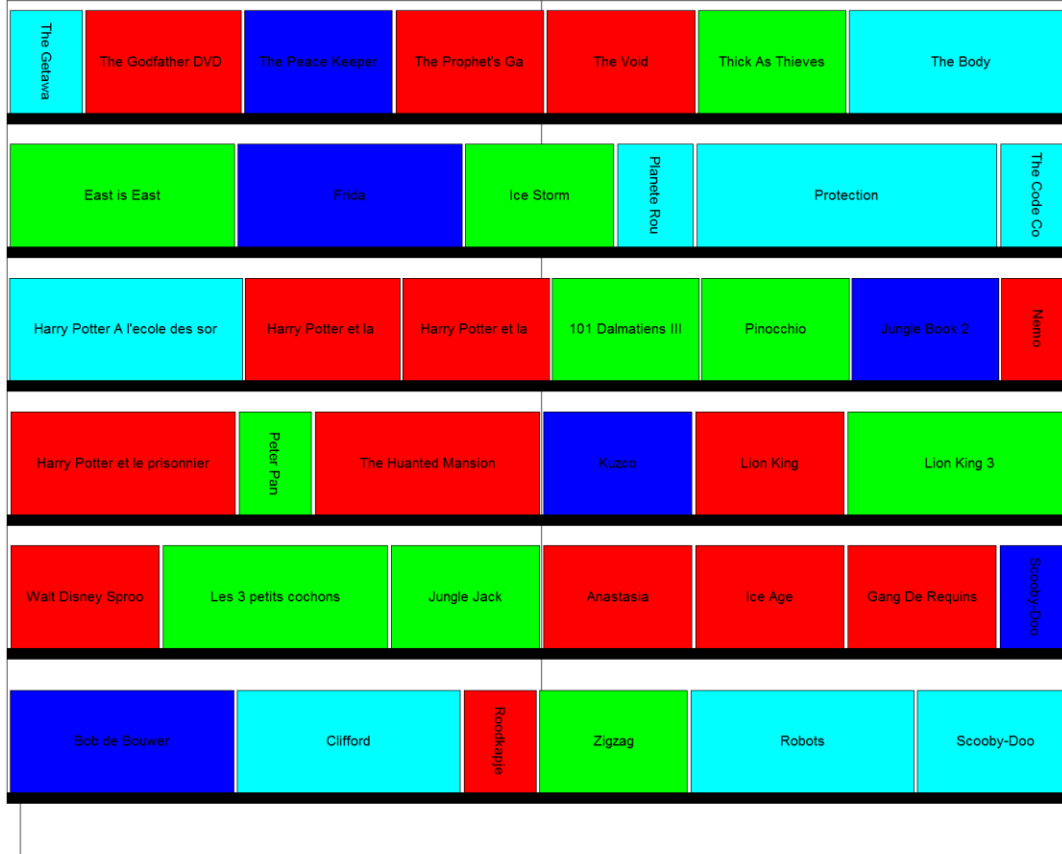 The Getawa
The Godfather DVD
The Peace Keeper
The Prophet's Ga
The Void
Thick As Thieves
The Body
East is East
Frida
Ice Storm
Planete Rou
Protection
The Code Co
Harry Potter A l'ecole des sor
Harry Potter et la
Harry Potter et la
101 Dalmatiens III
Pinocchio
Jungle Book 2
Nemo
Harry Potter et le prisonnier
Peter Pan
The Huanted Mansion
Kuzco
Lion King
Lion King 3
Walt Disney Sproo
Les 3 petits cochons
Jungle Jack
Anastasia
Ice Age
Gang De Requins
Scooby-Doo
Bob de Bouwer
Clifford
Roodkapje
Zigzag
Robots
Scooby-Doo